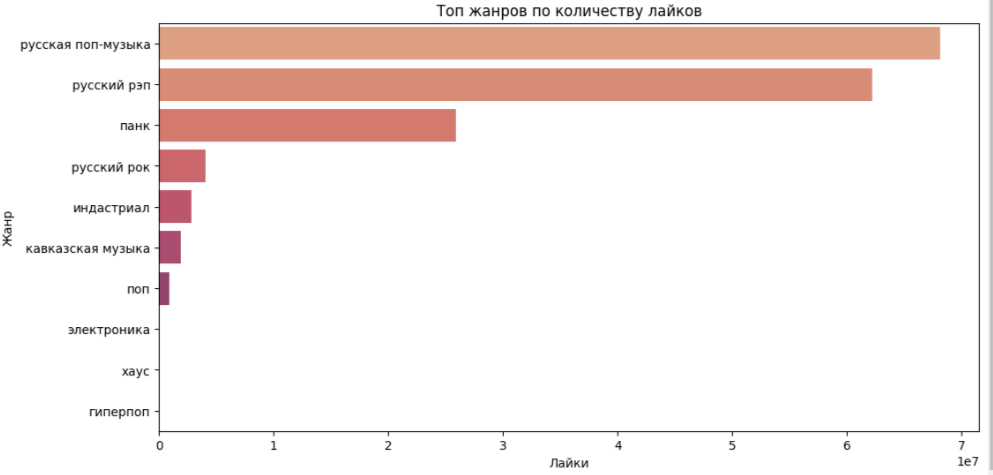 Топ жанров по количеству лайков
русская поп-музыка
русский рэп
панк
русский рок
индастриал
кавказская музыка
поп
электроника
хаус
гиперпоп
Жанр
0 1 2 3 4 5 6 7
1e7
Лайки